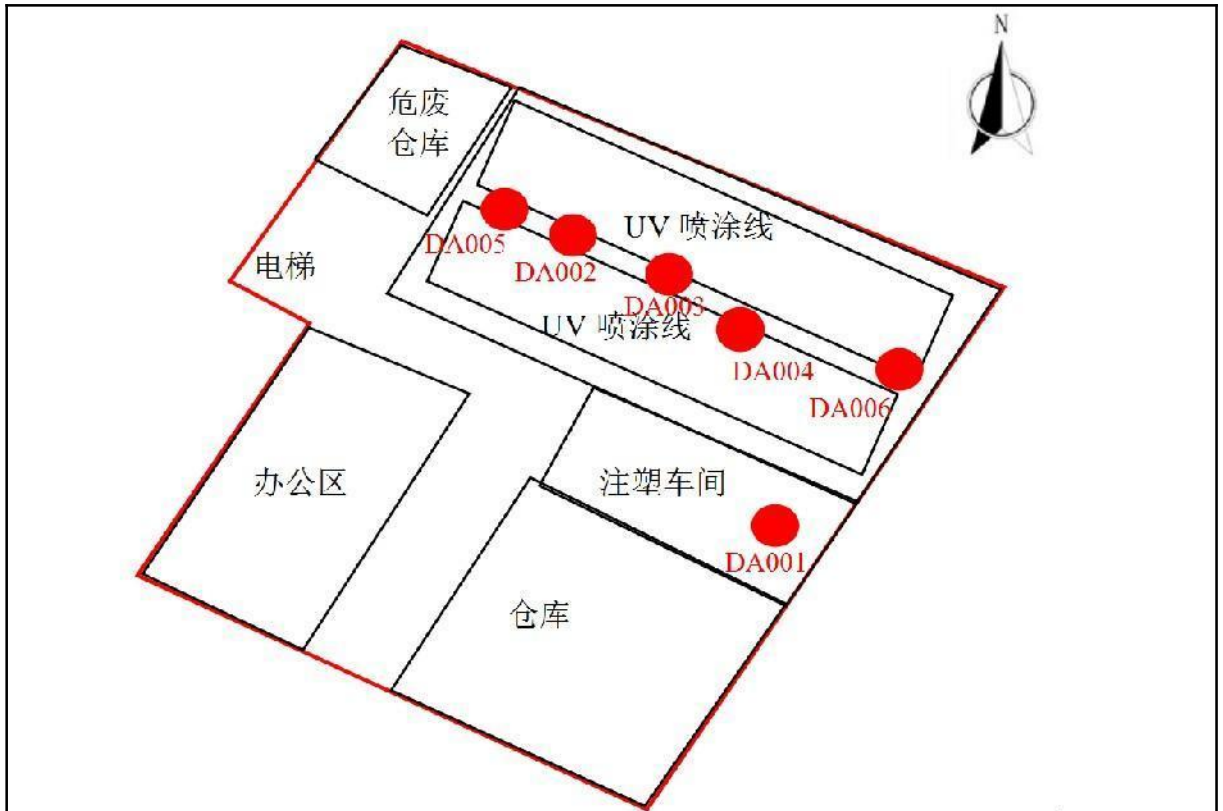 N
危废
仓库
UV 喷涂线
DA005
DA002
电梯
DA003
UV 喷涂线
DA004
DA006
办公区
注塑车间
DA001
仓库